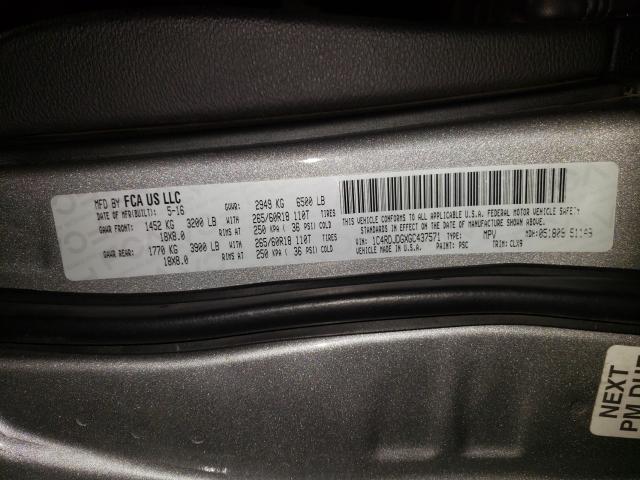 MFD BY FCA US LLC
DATE OF MFR(BUILT): 5-16 GVWR: 2949 KG 6500 LB
GAWR FRONT: 1452 KG 3200 LB WITH 265/60R18 110T TIRES
18X8.0 RIMS AT 250 KPA ( 36 PSI) COLD
GAWR REAR: 1770 KG 3900 LB WITH 265/60R18 110T TIRES
18X8.0 RIMS AT 250 KPA ( 36 PSI) COLD
THIS VEHICLE CONFORMS TO ALL APPLICABLE U.S.A. FEDERAL MOTOR VEHICLE SAFETY
STANDARDS IN EFFECT ON THE DATE OF MANUFACTURE SHOWN ABOVE.
VIN: 1C4RDJDGXGC437571 TYPE: MPV MDH: 051809
VEHICLE MADE IN U.S.A. PAINT: PSC TRIM: CLX9
NEXT
PM DUE